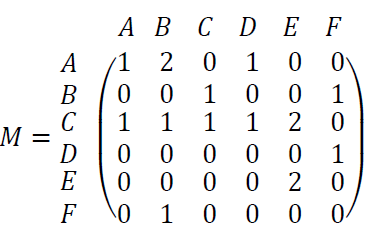 A B C D E F
A 1 2 0 1 0 0
B 0 0 1 0 0 1
M = C 1 1 1 1 2 0
D 0 0 0 0 0 1
E 0 0 0 0 2 0
F 0 1 0 0 0 0